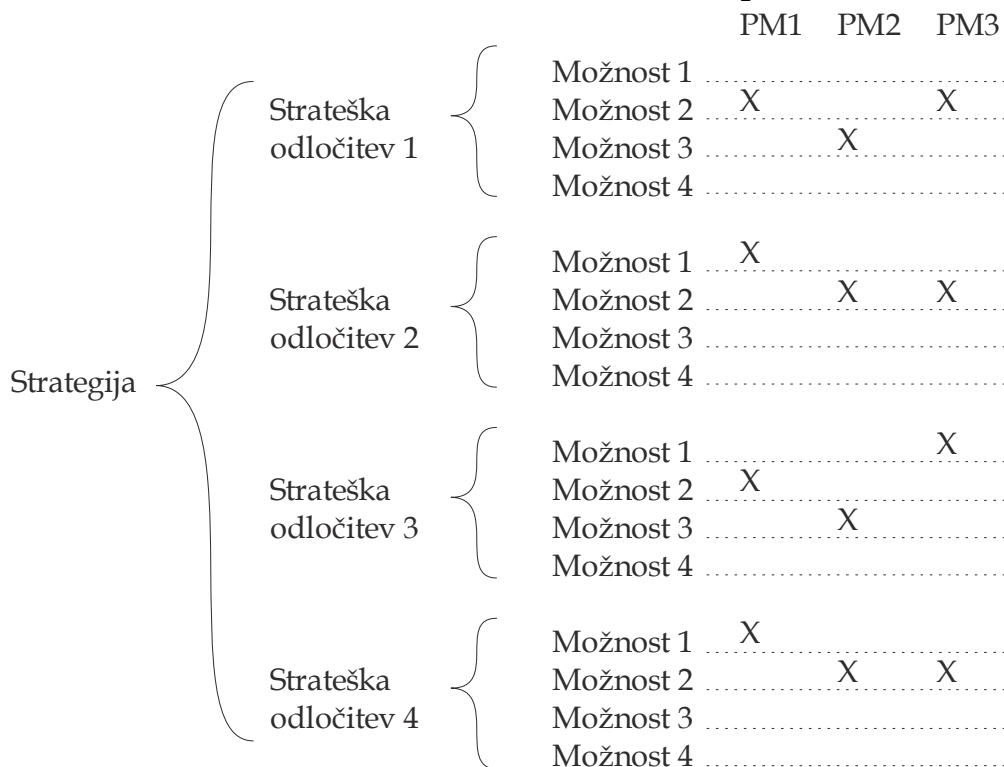 PM1 PM2 PM3
Možnost 1
Strateška
Možnost 2 X X
odločitev 1
Možnost 3 X
Možnost 4
Možnost 1 X
Strateška
Možnost 2 X X
odločitev 2
Možnost 3
Možnost 4
Strategija
Možnost 1 X
Strateška
Možnost 2 X
odločitev 3
Možnost 3 X
Možnost 4
Možnost 1 X
Strateška
Možnost 2 X X
odločitev 4
Možnost 3
Možnost 4